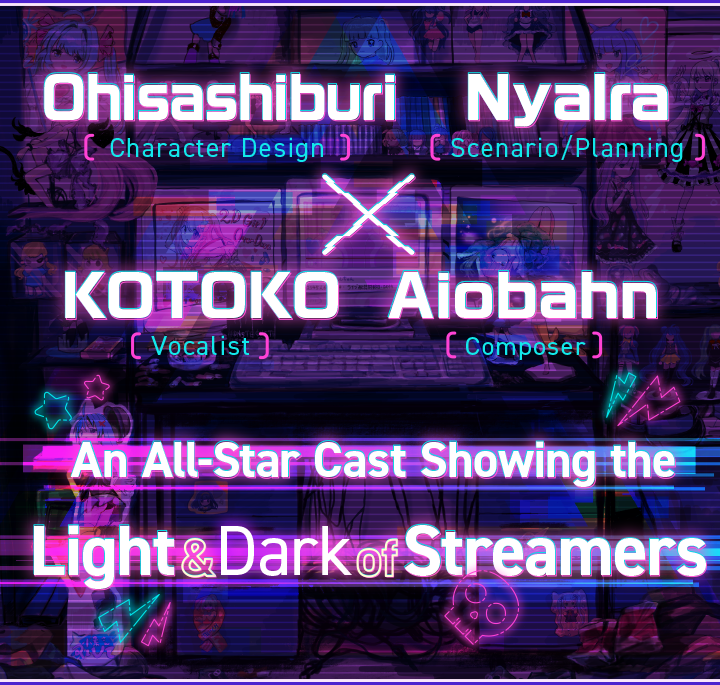 Ohisashiburi NyaIra
[ Character Design ] [ Scenario/Planning ]
KOTOKO Aiobahn
[ Vocalist ] [ Composer ]
An All-Star Cast Showing the
Light & Dark of Streamers